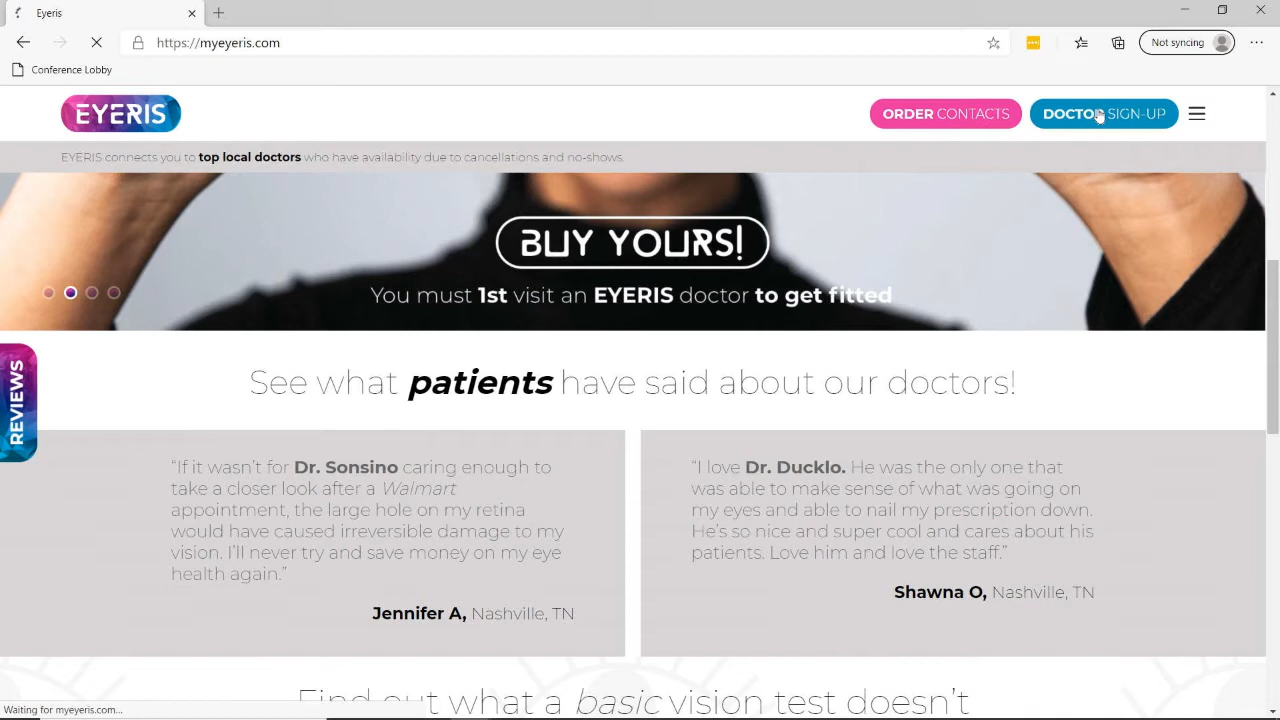 Eyeris
https://myeyeris.com
Not syncing
Conference Lobby
EYERIS
ORDER CONTACTS
DOCTOR SIGN-UP
EYERIS connects you to top local doctors who have availability due to cancellations and no-shows.
BUY YOURS!
You must 1st visit an EYERIS doctor to get fitted
REVIEWS
See what patients have said about our doctors!
“If it wasn’t for Dr. Sonsino caring enough to
take a closer look after a Walmart
appointment, the large hole on my retina
would have caused irreversible damage to my
vision. I’ll never try and save money on my eye
health again.”
Jennifer A, Nashville, TN
“I love Dr. Ducklo. He was the only one that
was able to make sense of what was going on
my eyes and able to nail my prescription down.
He’s so nice and super cool and cares about his
patients. Love him and love the staff.”
Shawna O, Nashville, TN
Find out what a basic vision test doesn’t
Waiting for myeyeris.com...